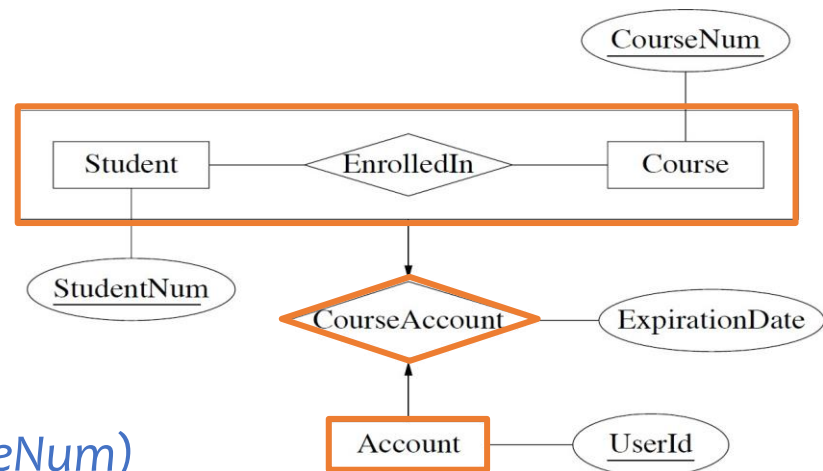 CourseNum
Student EnrolledIn Course
StudentNum
CourseAccount ExpirationDate
eNum)
Account UserId